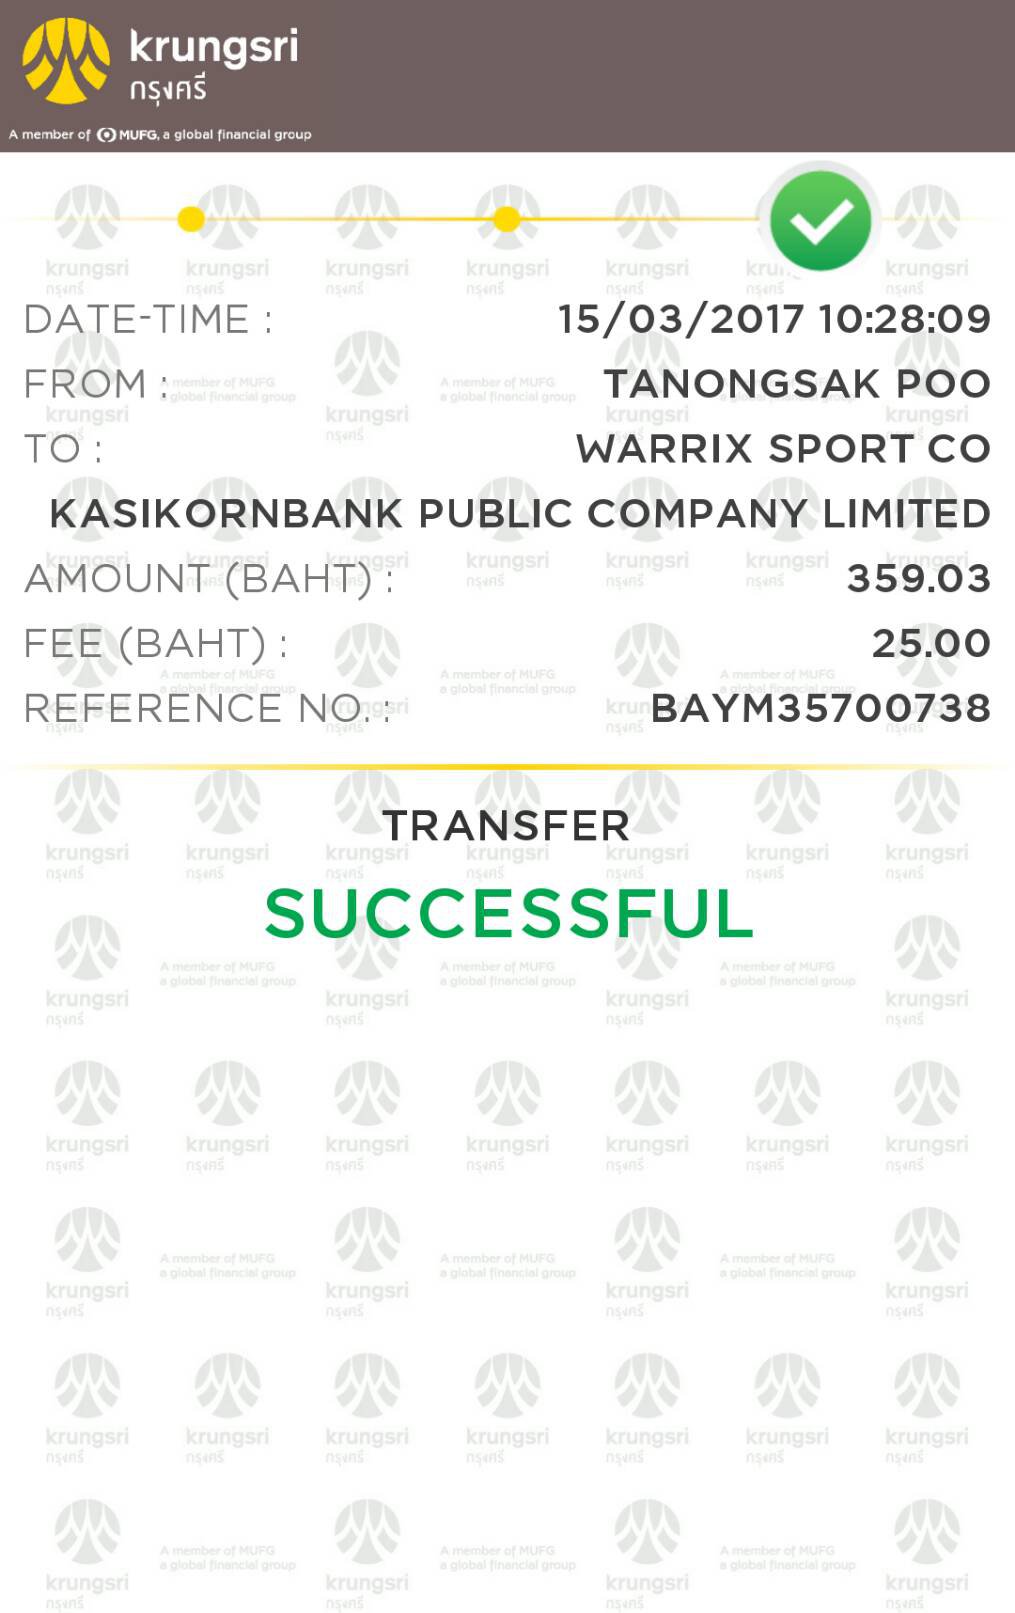 krungsri
กรุงศรี
A member of MUFG, a global financial group
DATE-TIME : 15/03/2017 10:28:09
FROM : TANONGSAK POO
TO : WARRIX SPORT CO
KASIKORNBANK PUBLIC COMPANY LIMITED
AMOUNT (BAHT) : 359.03
FEE (BAHT) : 25.00
REFERENCE NO. : BAYM35700738
TRANSFER
SUCCESSFUL